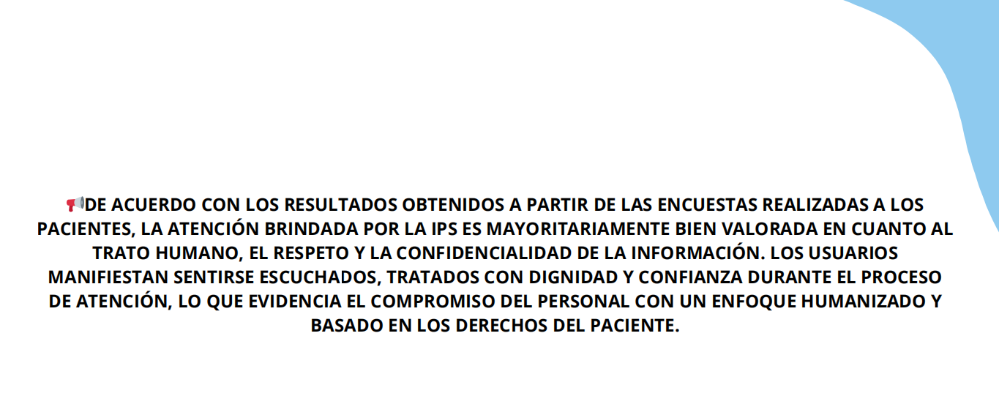 📢DE ACUERDO CON LOS RESULTADOS OBTENIDOS A PARTIR DE LAS ENCUESTAS REALIZADAS A LOS
PACIENTES, LA ATENCIÓN BRINDADA POR LA IPS ES MAYORITARIAMENTE BIEN VALORADA EN CUANTO AL
TRATO HUMANO, EL RESPETO Y LA CONFIDENCIALIDAD DE LA INFORMACIÓN. LOS USUARIOS
MANIFIESTAN SENTIRSE ESCUCHADOS, TRATADOS CON DIGNIDAD Y CONFIANZA DURANTE EL PROCESO
DE ATENCIÓN, LO QUE EVIDENCIA EL COMPROMISO DEL PERSONAL CON UN ENFOQUE HUMANIZADO Y
BASADO EN LOS DERECHOS DEL PACIENTE.